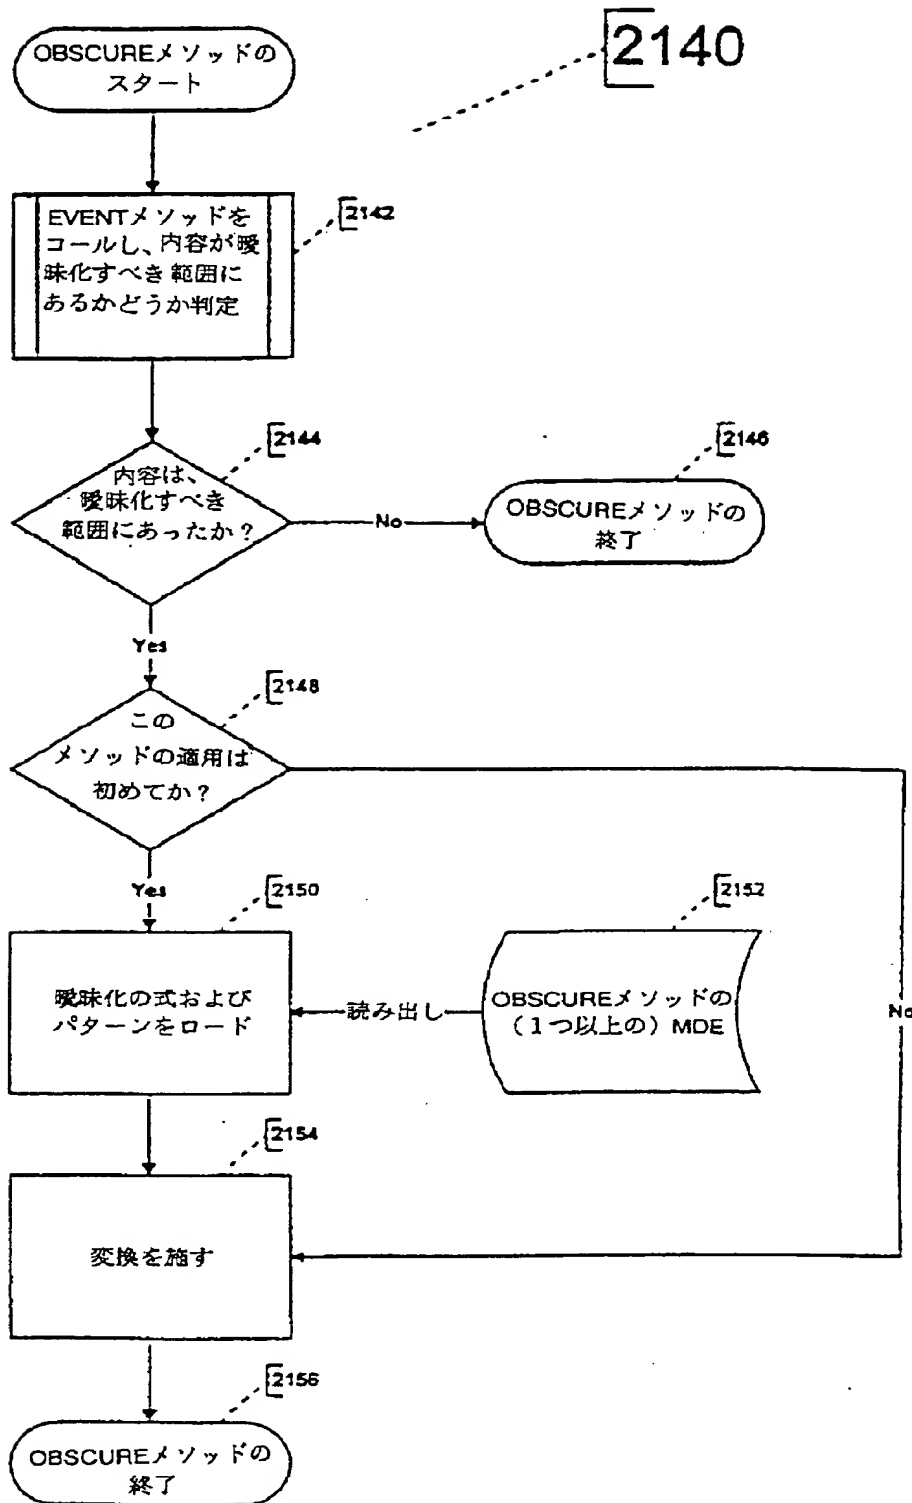 2140
OBSCUREメソッドの
スタート
2142
EVENTメソッドを
コールし、内容が曖
昧化すべき範囲に
あるかどうか判定
2144
内容は、
曖昧化すべき
範囲にあったか？
No
2146
OBSCUREメソッドの
終了
Yes
2148
この
メソッドの適用は
初めてか？
No
Yes
2150
曖昧化の式および
パターンをロード
読み出し
2152
OBSCUREメソッドの
（１つ以上の）MDE
2154
変換を施す
2156
OBSCUREメソッドの
終了